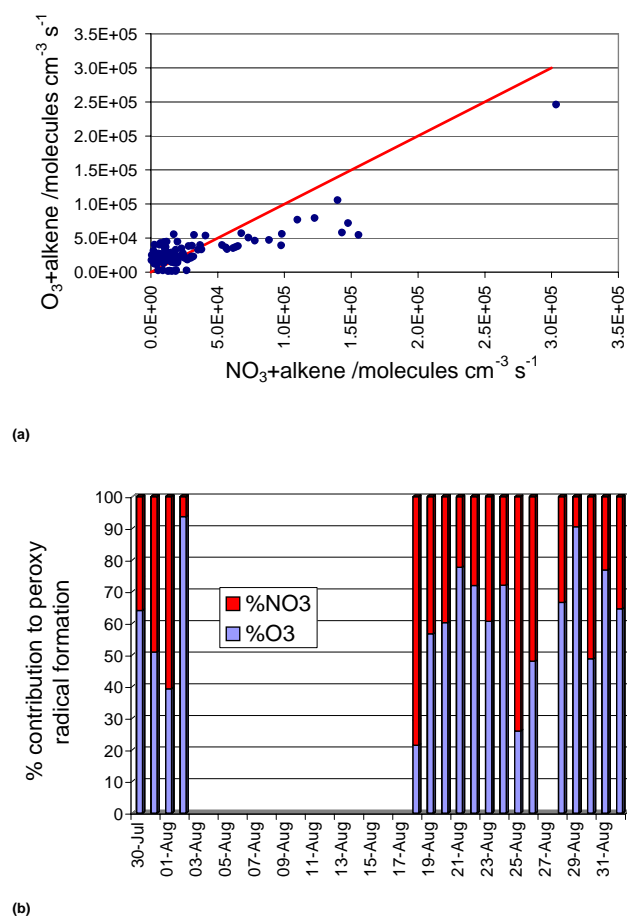 3.5E+05
3.0E+05
2.5E+05
2.0E+05
1.5E+05
1.0E+05
5.0E+04
0.0E+00
O3+alkene /molecules cm-3 s-1
0.0E+00 5.0E+04 1.0E+05 1.5E+05 2.0E+05 2.5E+05 3.0E+05 3.5E+05
NO3+alkene /molecules cm-3 s-1
(a)
100
90
80
70
60
50
40
30
20
10
0
% contribution to peroxy
radical formation
%NO3
%O3
30-Jul 01-Aug 03-Aug 05-Aug 07-Aug 09-Aug 11-Aug 13-Aug 15-Aug 17-Aug 19-Aug 21-Aug 23-Aug 25-Aug 27-Aug 29-Aug 31-Aug
(b)